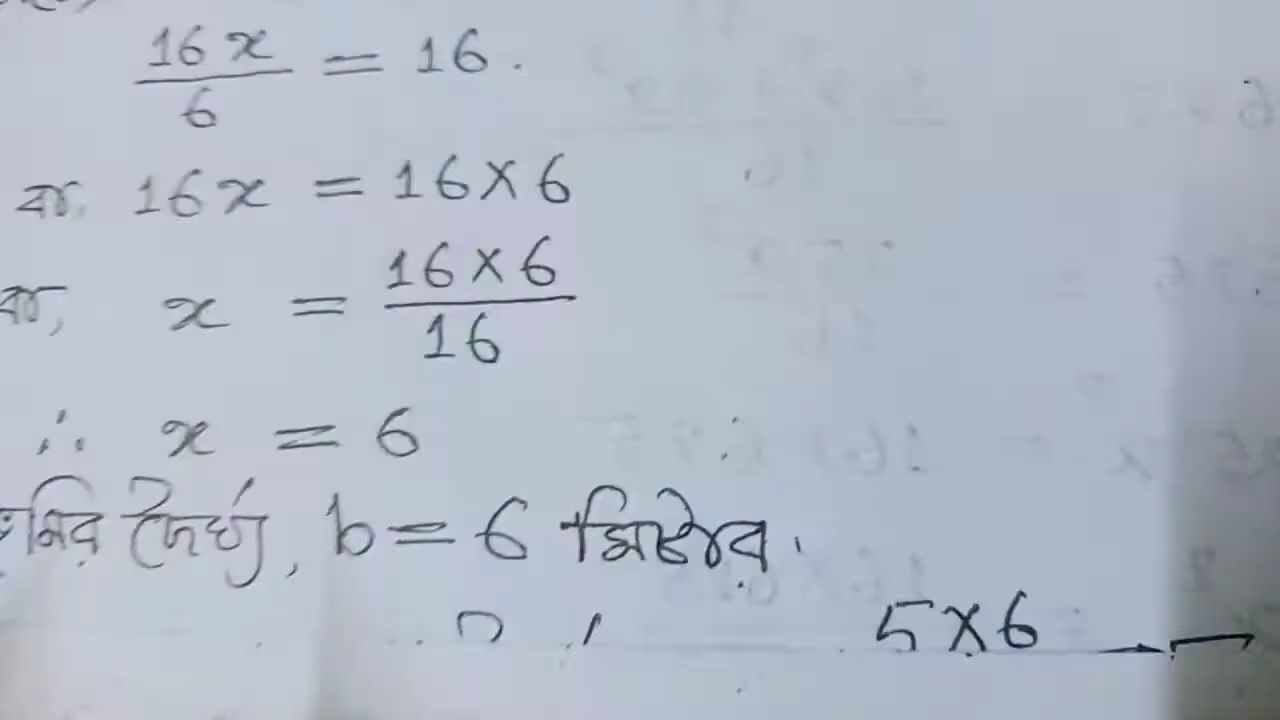 16x/6 = 16.
বা, 16x = 16×6
বা, x = 16×6/16
∴ x = 6
ভূমির দৈর্ঘ্য, b = 6 মিটার।
5×6